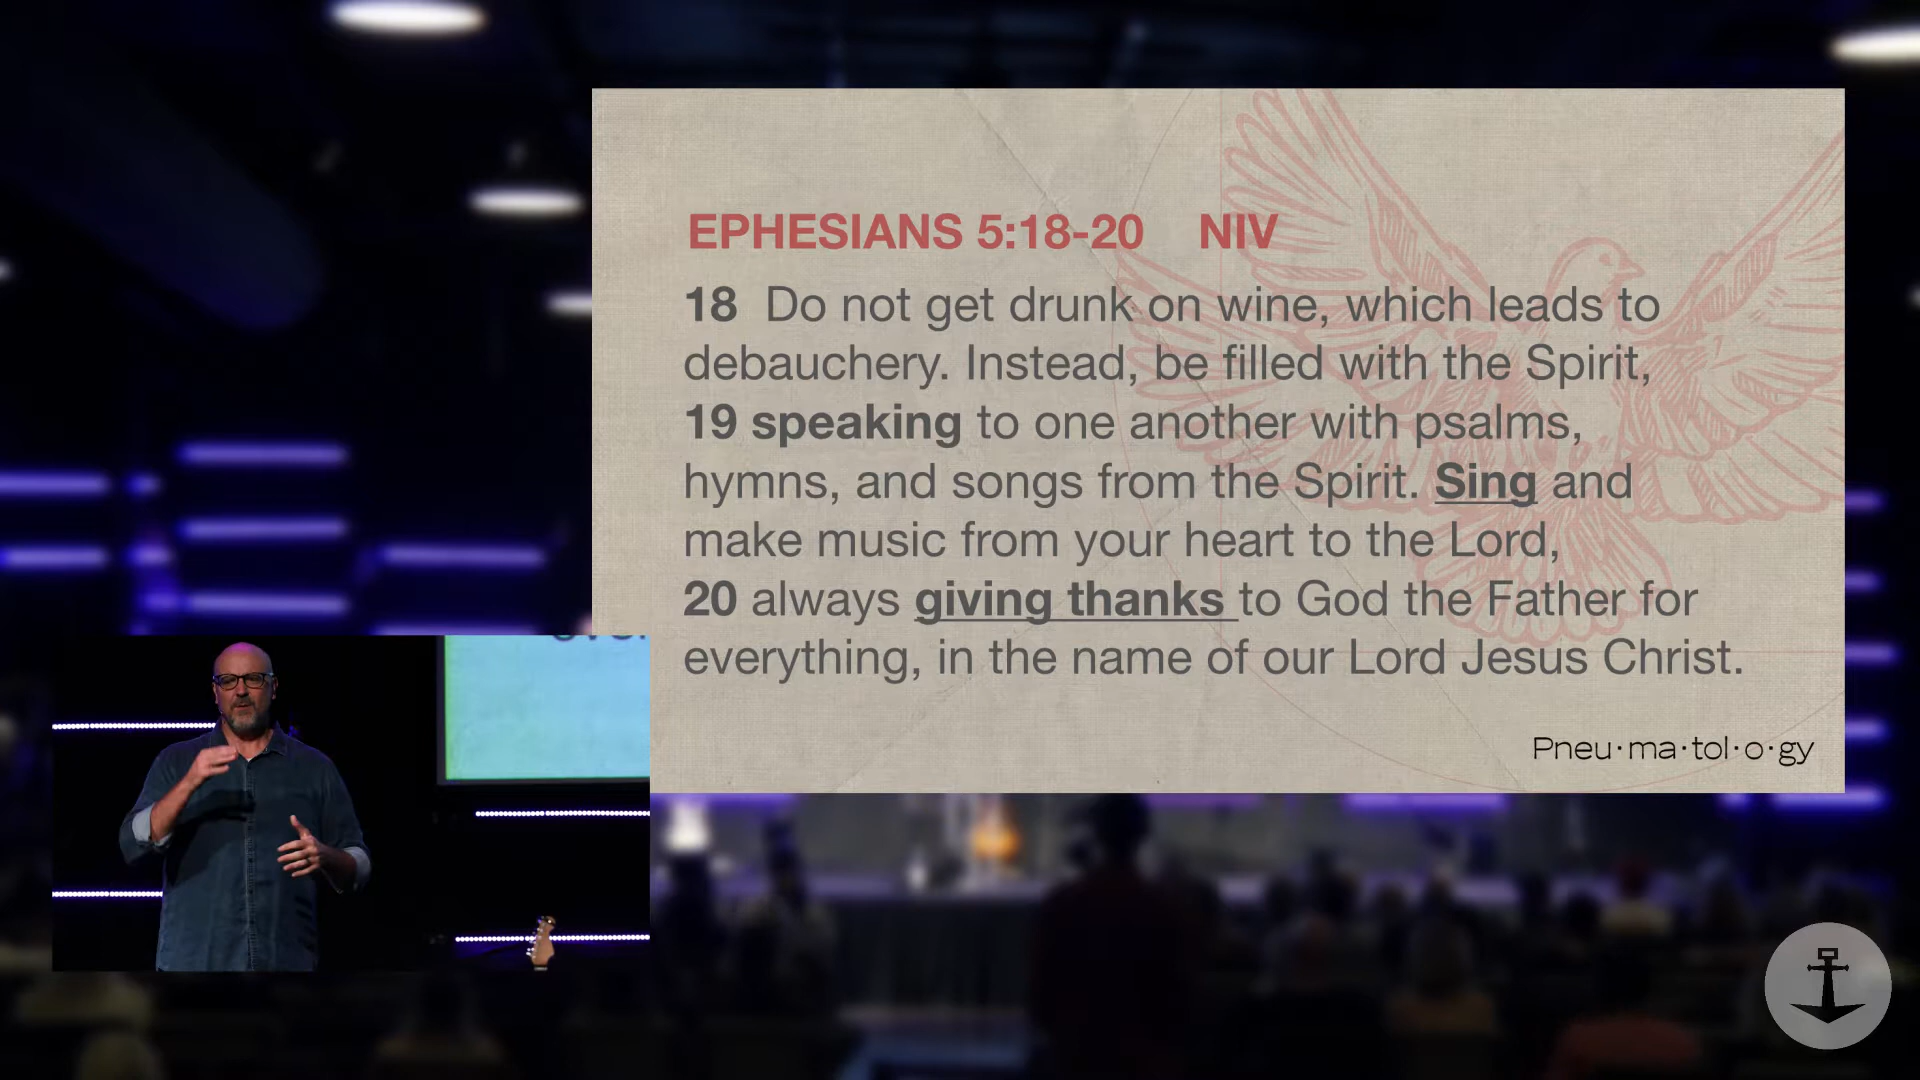 EPHESIANS 5:18-20 NIV
18 Do not get drunk on wine, which leads to
debauchery. Instead, be filled with the Spirit,
19 speaking to one another with psalms,
hymns, and songs from the Spirit. Sing and
make music from your heart to the Lord,
20 always giving thanks to God the Father for
everything, in the name of our Lord Jesus Christ.
Pneu·ma·tol·o·gy